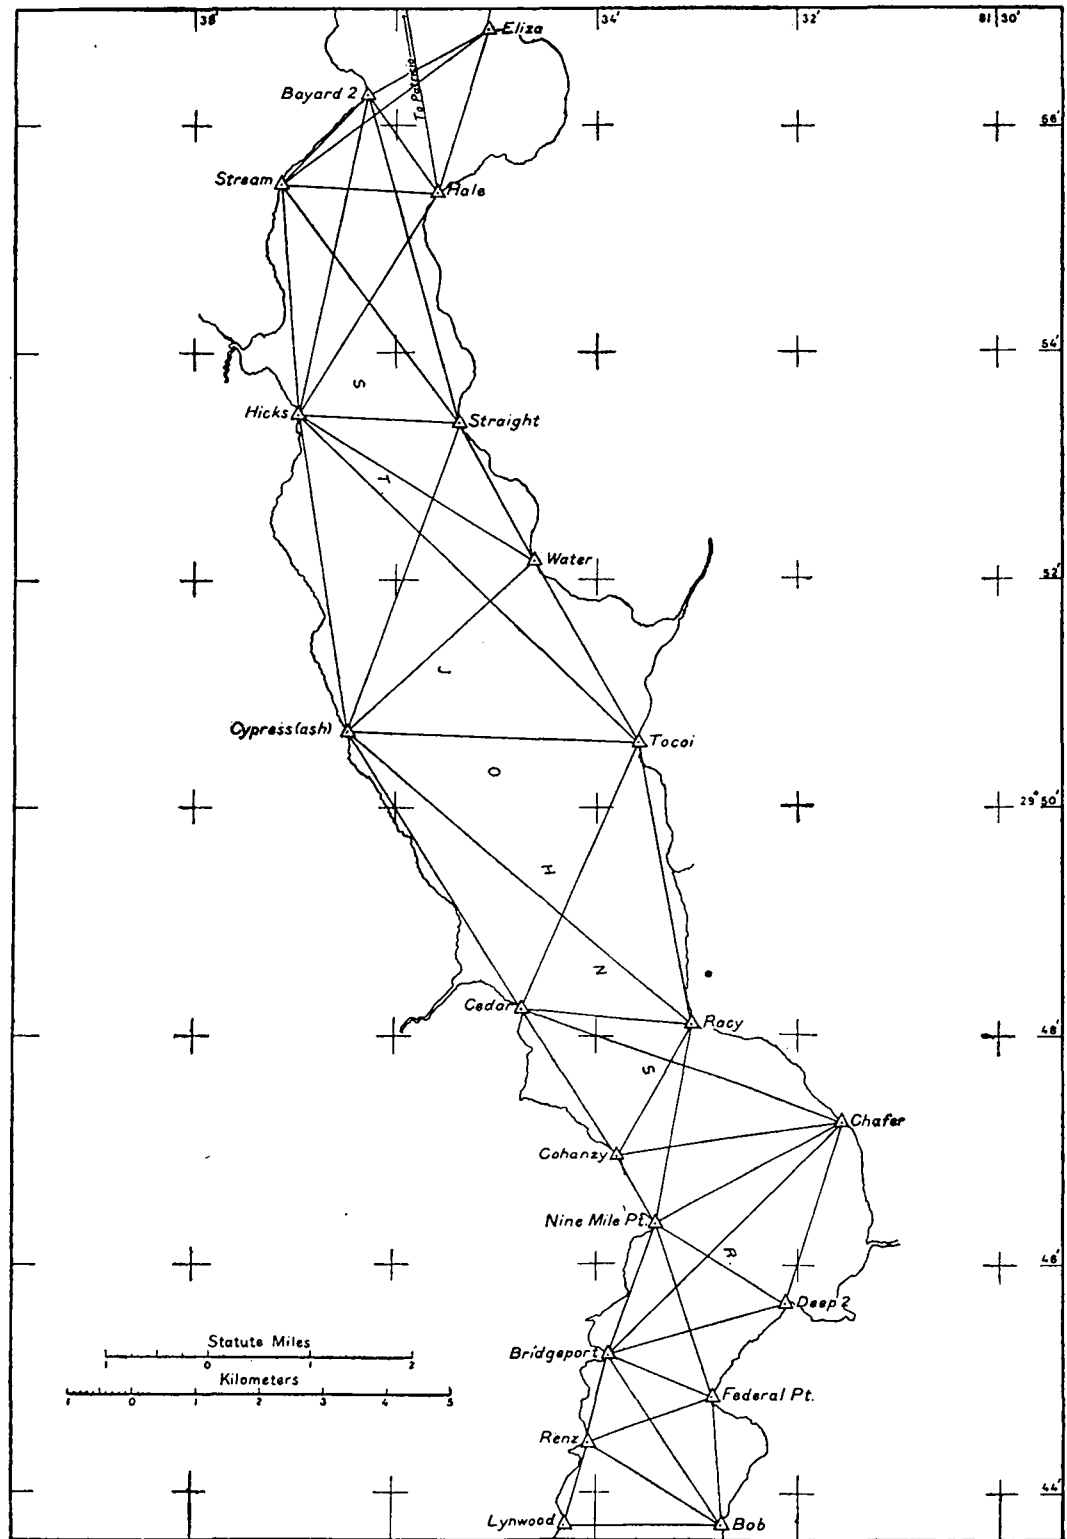 38' 34' 32' 81° 30'
Eliza
To Patricia
Bayard 2
56'
Stream
Hale
54'
S
Hicks
Straight
T.
Water
52'
J
Cypress (ash)
Tocoi
O
29° 50'
H
N
Cedar
Racy
48'
S
Chafer
Cohanzy
Nine Mile Pt.
R.
46'
Deep 2
Statute Miles
1 0 1 2
Bridgeport
Kilometers
1 0 1 2 3 4 5
Federal Pt.
Renz
44'
Lynwood
Bob